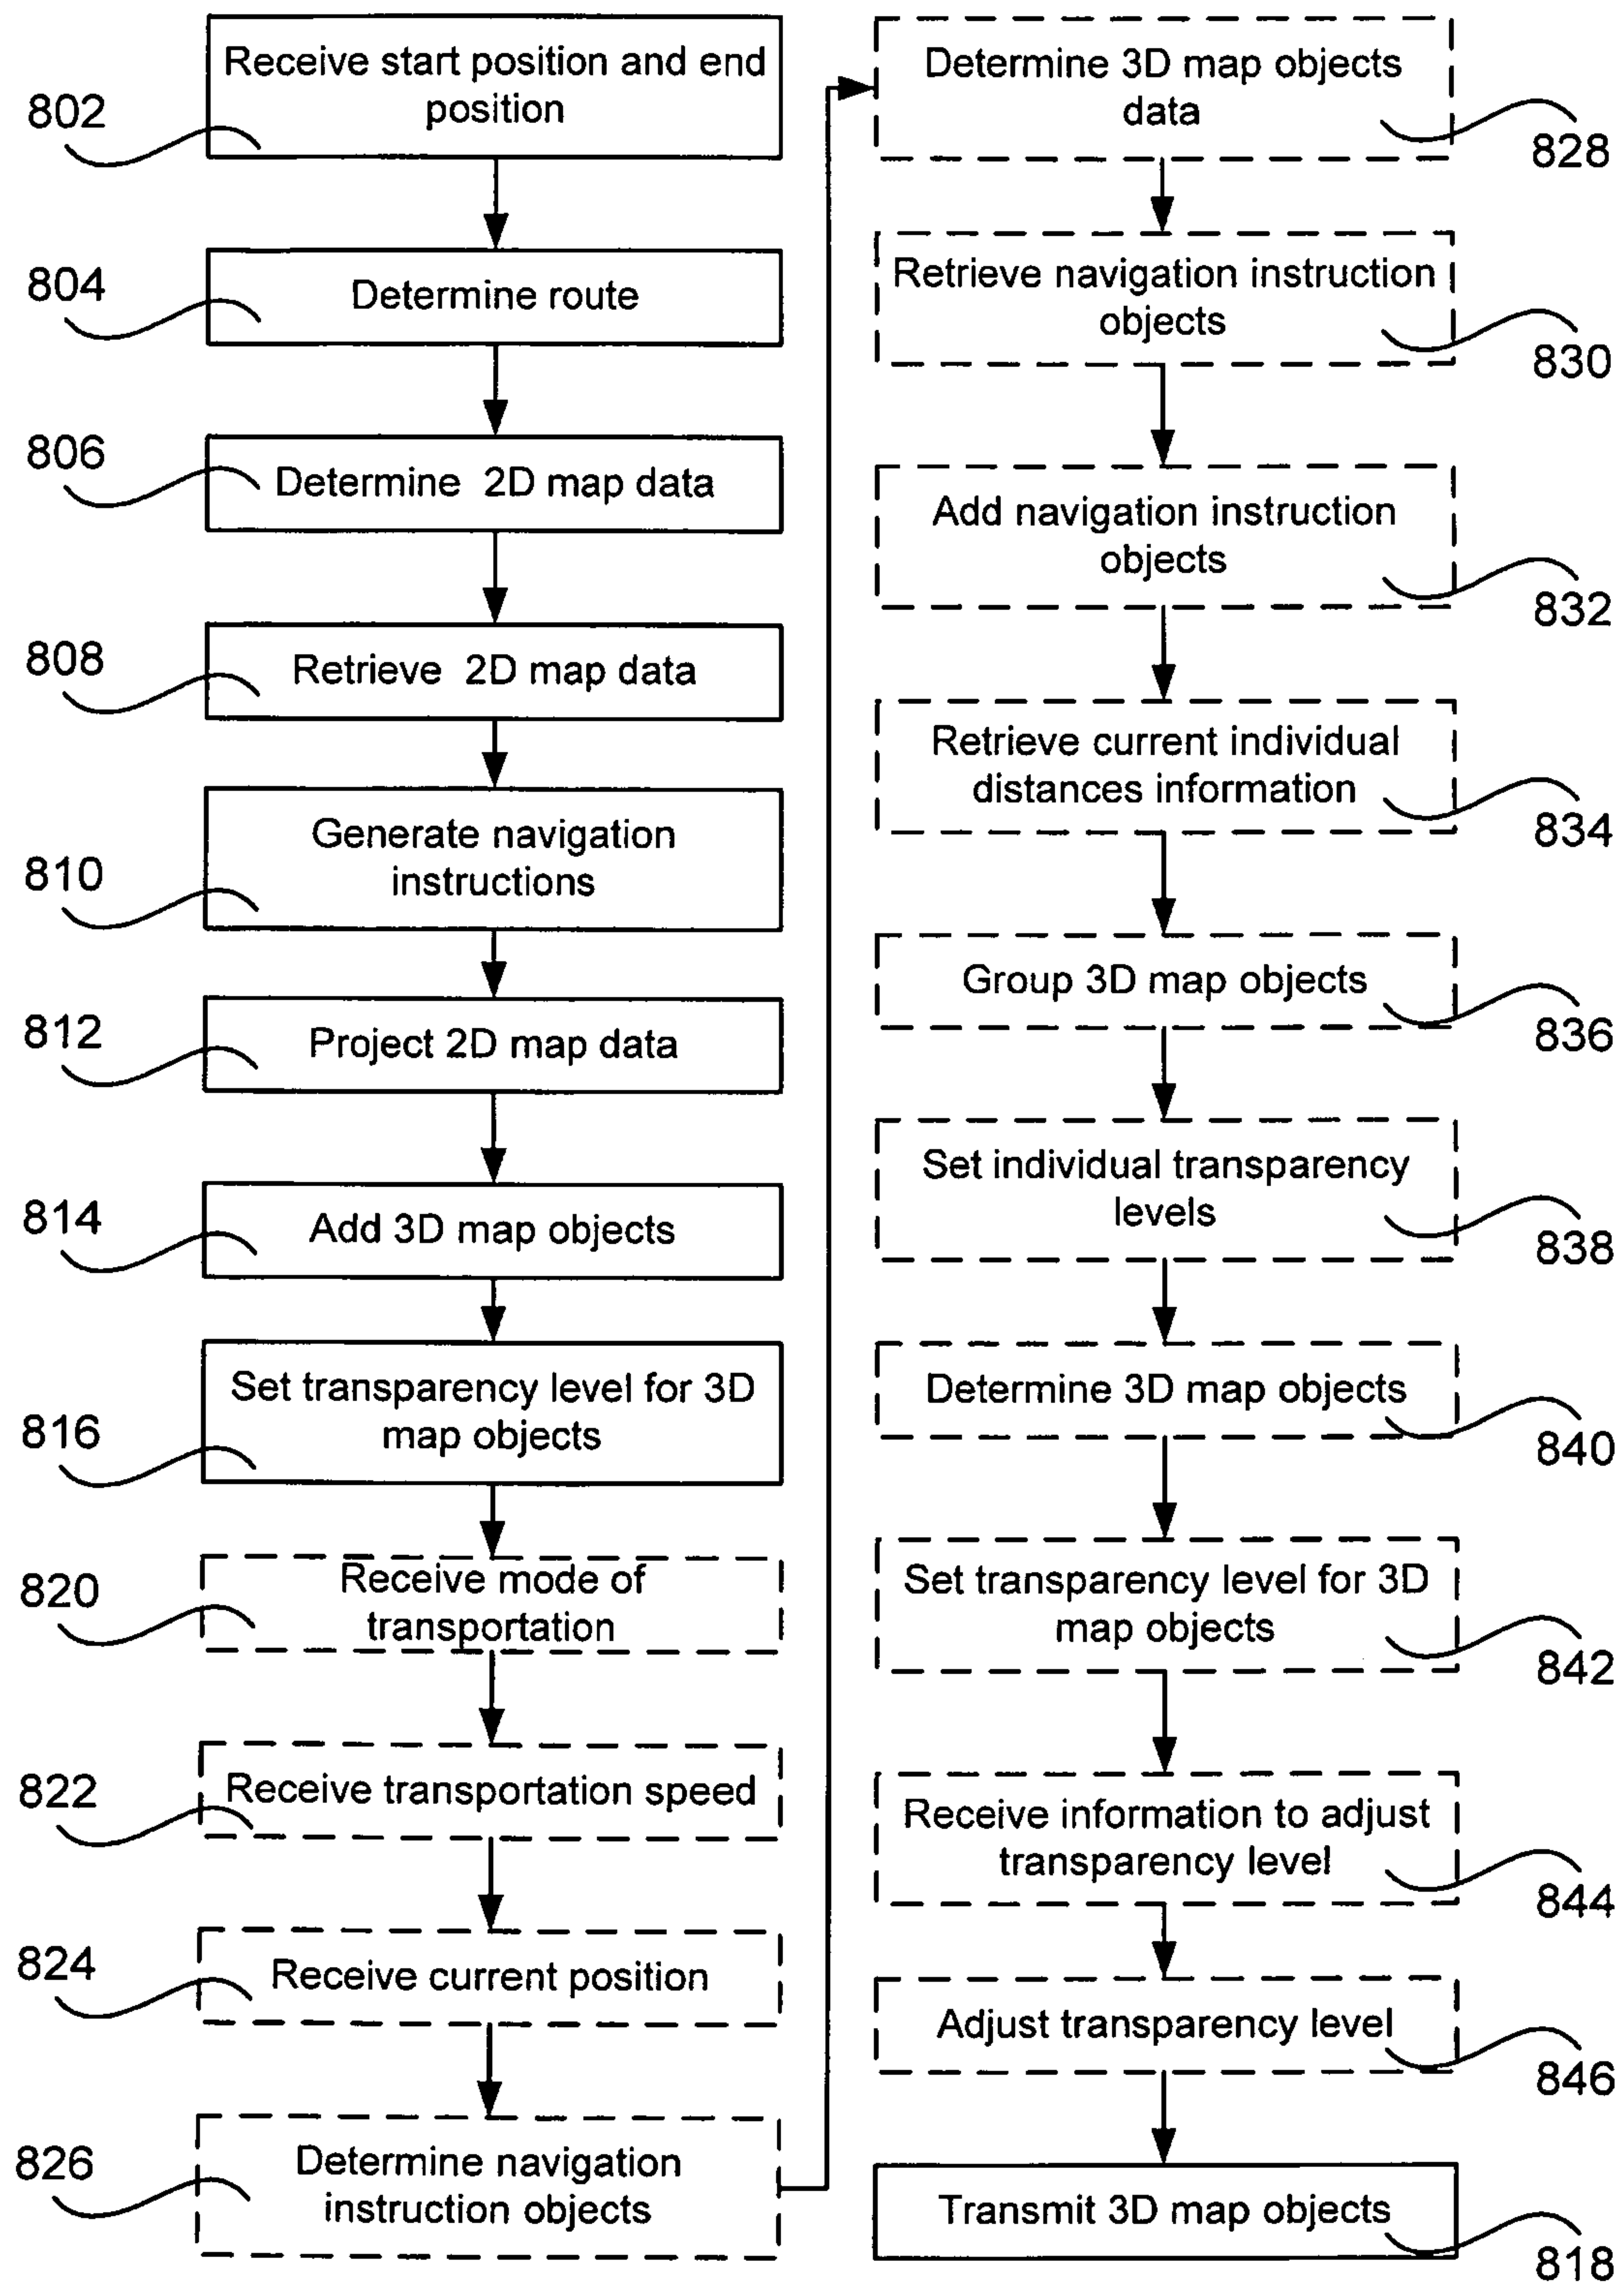 802
Receive start position and end
position
804
Determine route
806
Determine 2D map data
808
Retrieve 2D map data
810
Generate navigation
instructions
812
Project 2D map data
814
Add 3D map objects
816
Set transparency level for 3D
map objects
820
Receive mode of
transportation
822
Receive transportation speed
824
Receive current position
826
Determine navigation
instruction objects
Determine 3D map objects
data
828
Retrieve navigation instruction
objects
830
Add navigation instruction
objects
832
Retrieve current individual
distances information
834
Group 3D map objects
836
Set individual transparency
levels
838
Determine 3D map objects
840
Set transparency level for 3D
map objects
842
Receive information to adjust
transparency level
844
Adjust transparency level
846
Transmit 3D map objects
818